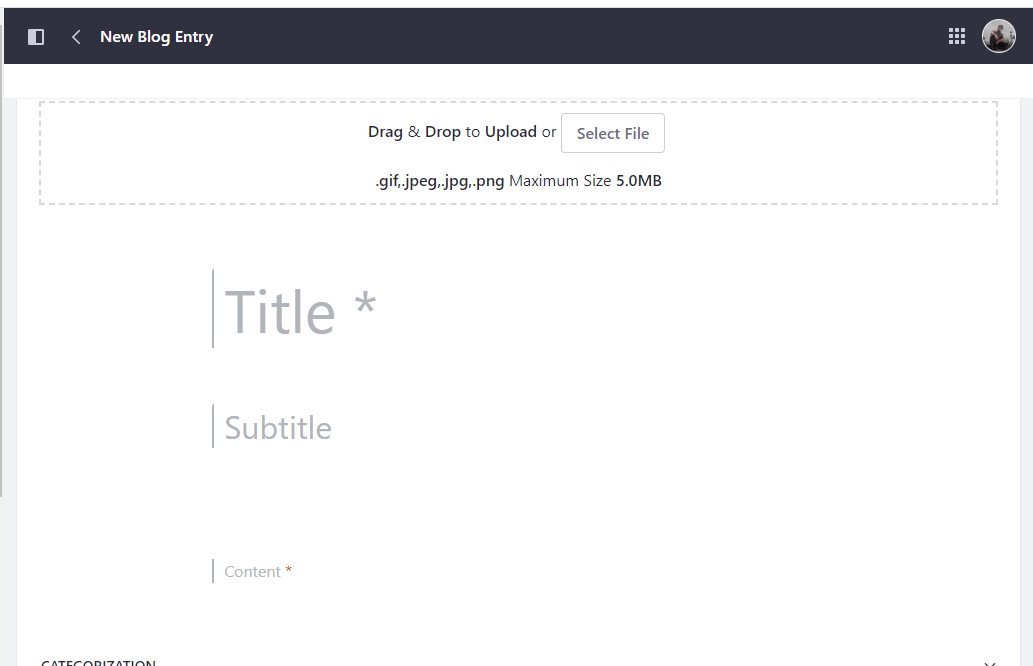 New Blog Entry
Drag & Drop to Upload or Select File
.gif,.jpeg,.jpg,.png Maximum Size 5.0MB
Title *
Subtitle
Content *
CATEGORIZATION